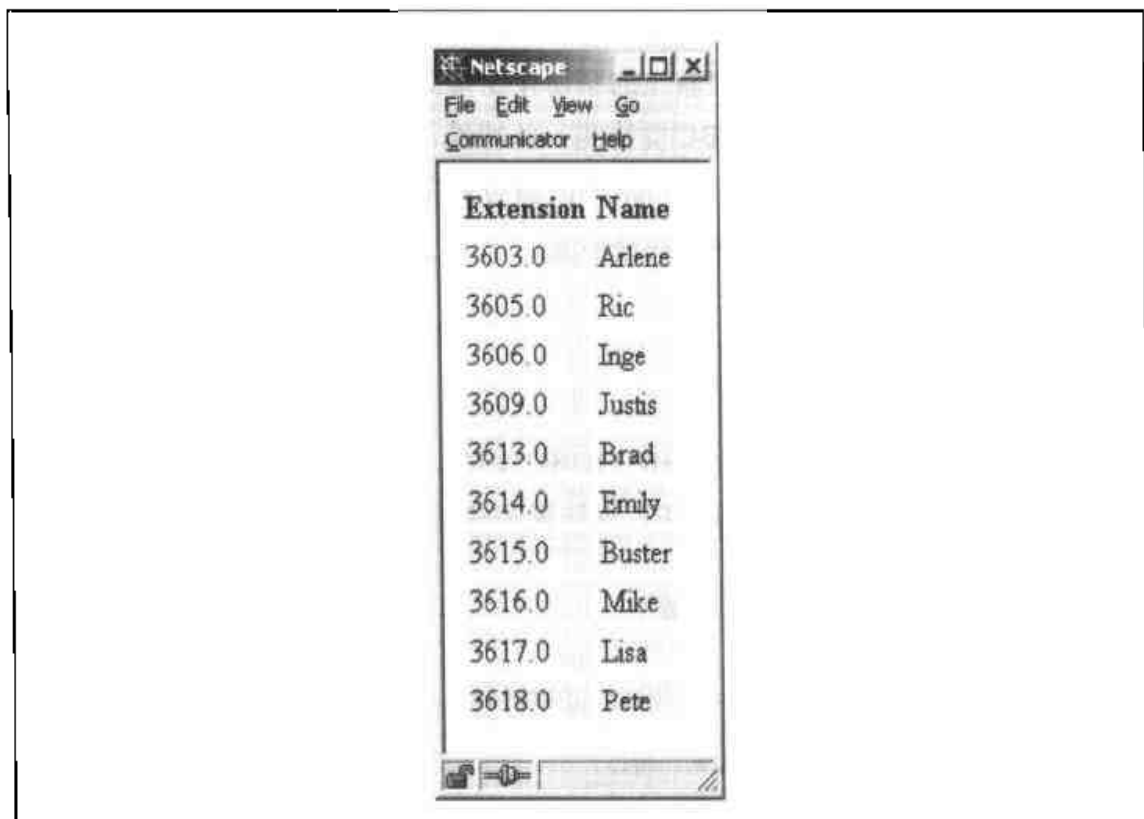 Netscape
File Edit View Go
Communicator Help
Extension Name
3603.0 Arlene
3605.0 Ric
3606.0 Inge
3609.0 Justis
3613.0 Brad
3614.0 Emily
3615.0 Buster
3616.0 Mike
3617.0 Lisa
3618.0 Pete